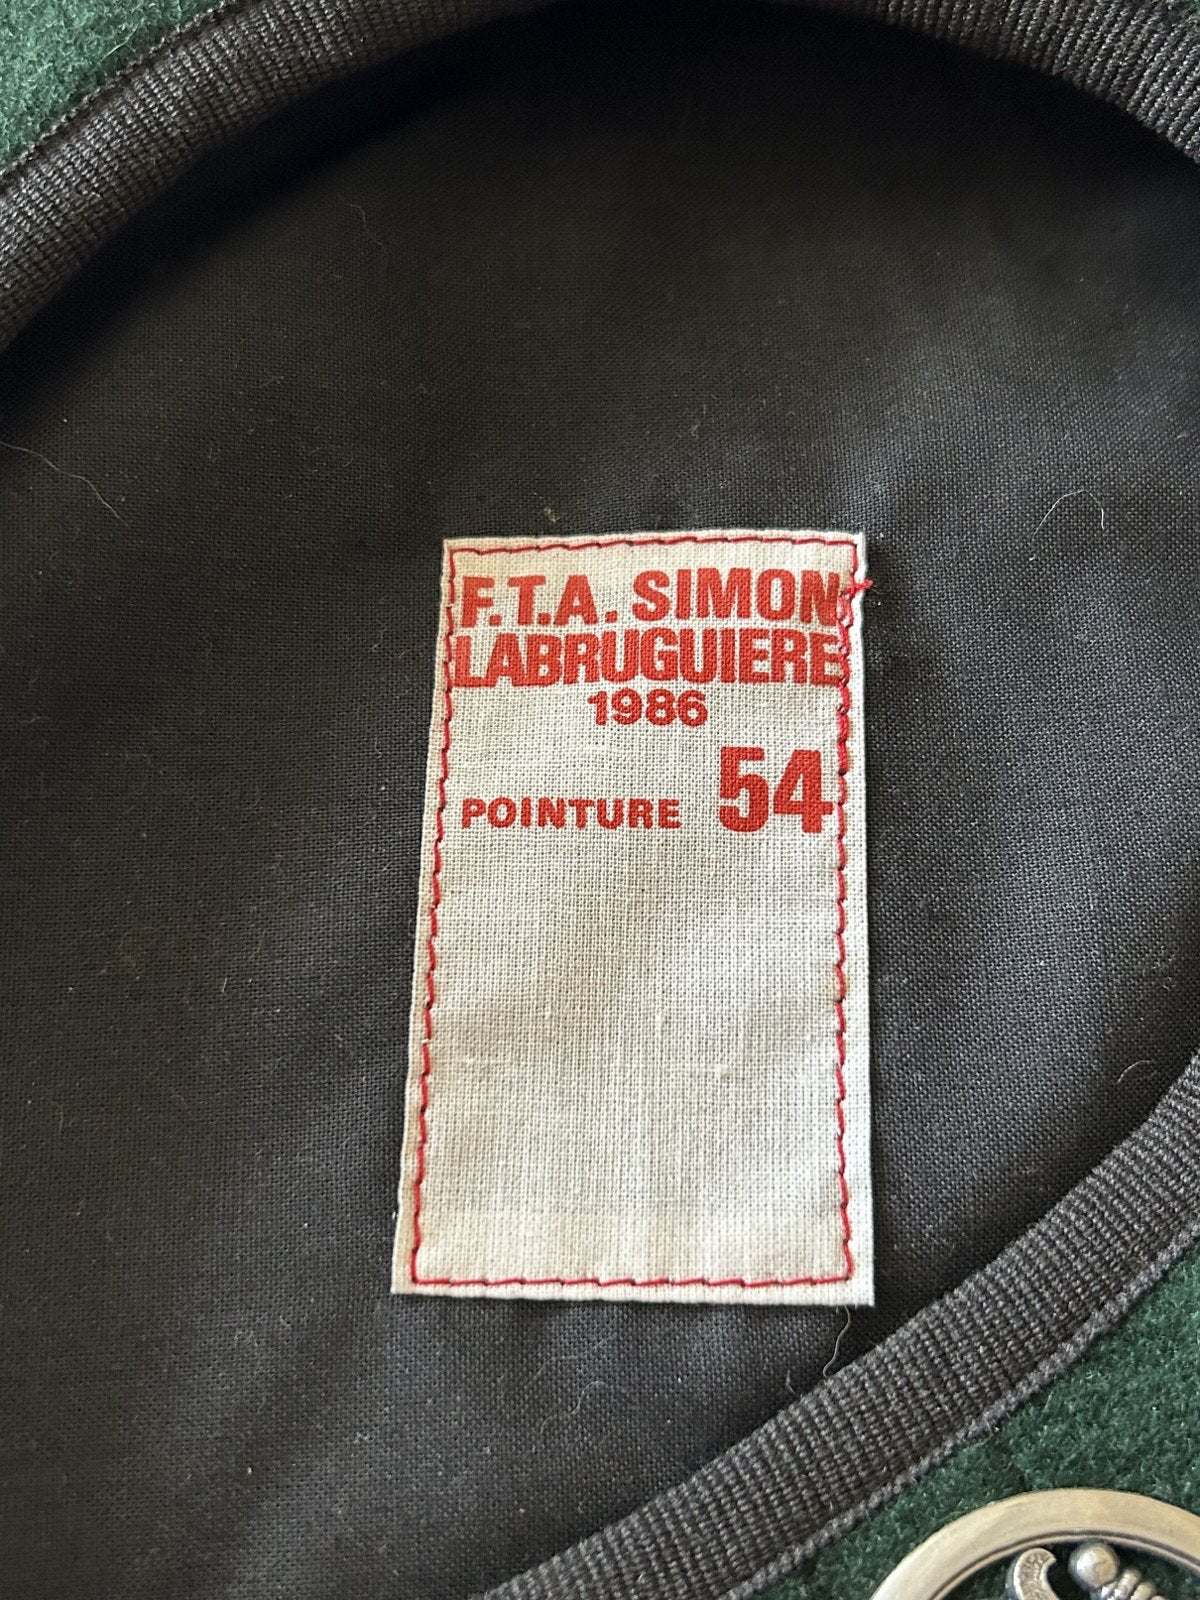 F.T.A. SIMON
LABRUGUIERE
1986
POINTURE 54